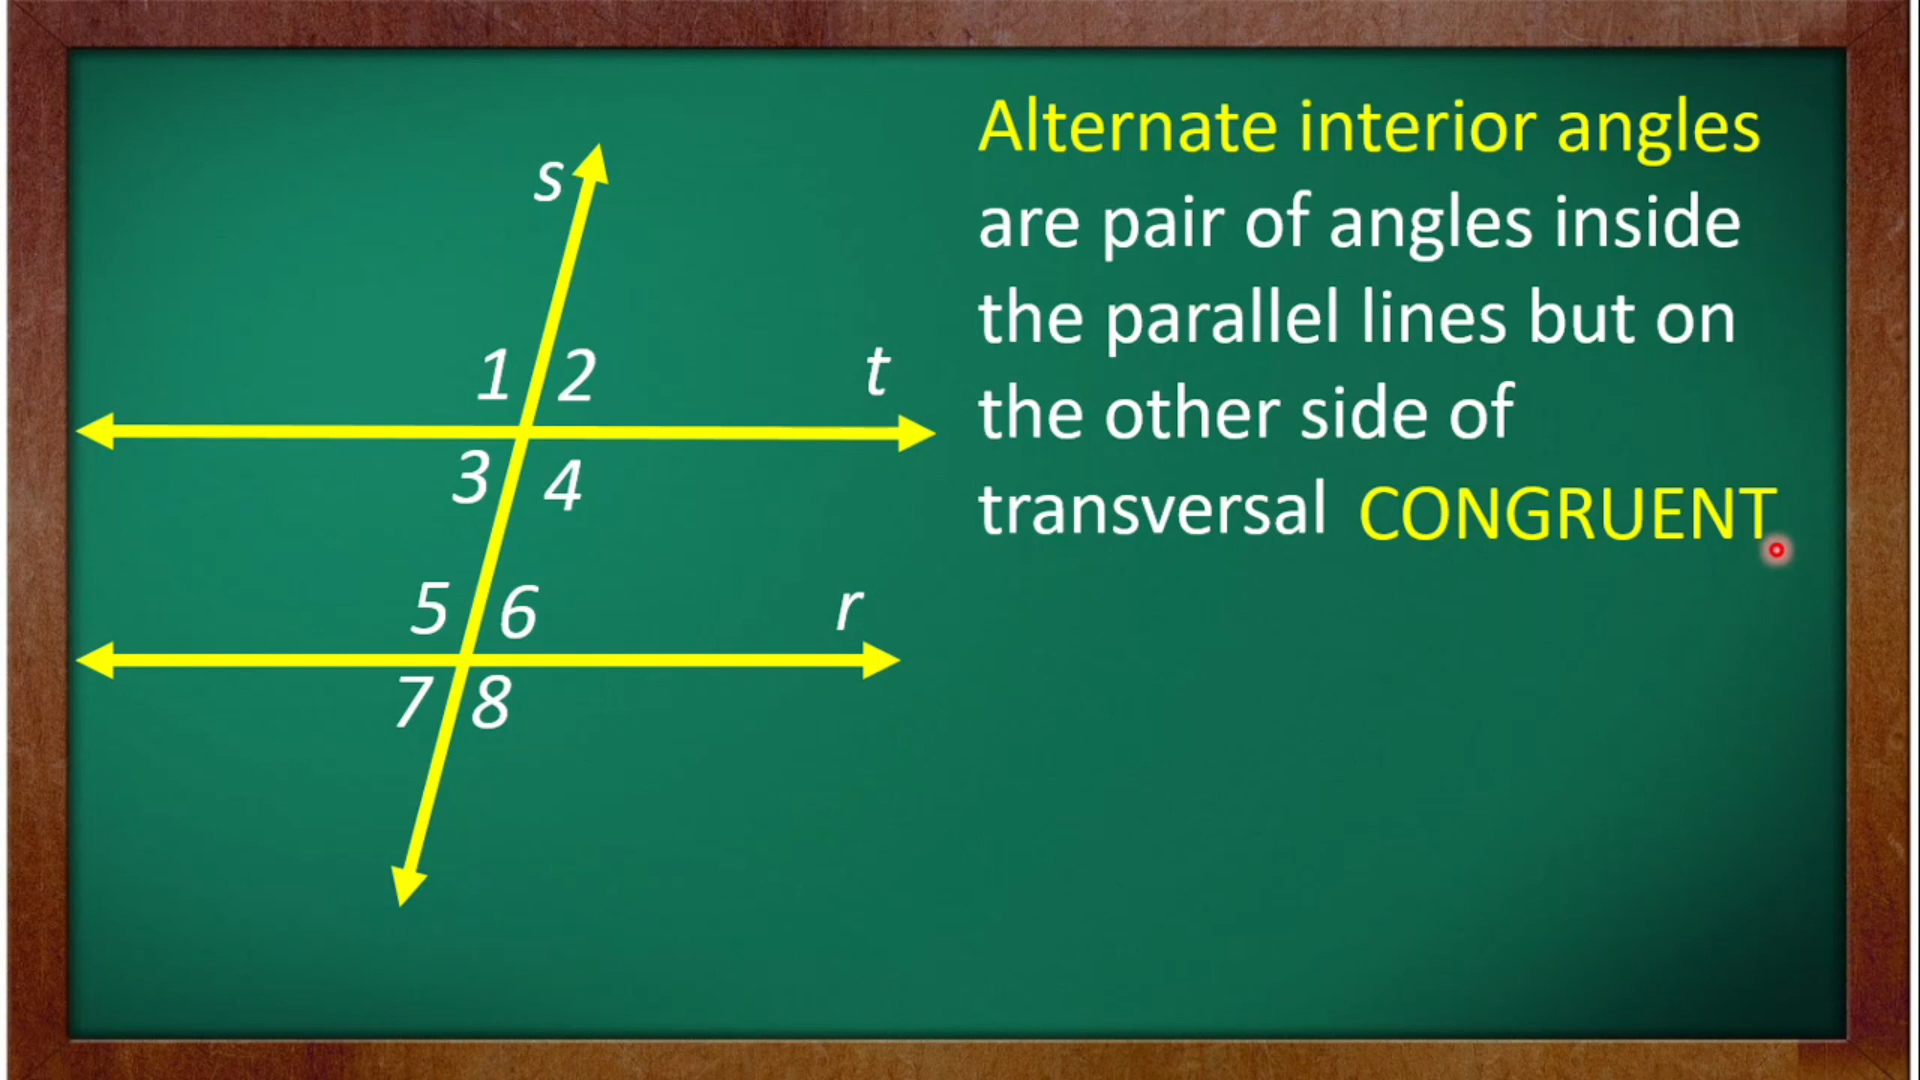 s
1 2
t
3 4
5 6
r
7 8
Alternate interior angles
are pair of angles inside
the parallel lines but on
the other side of
transversal CONGRUENT